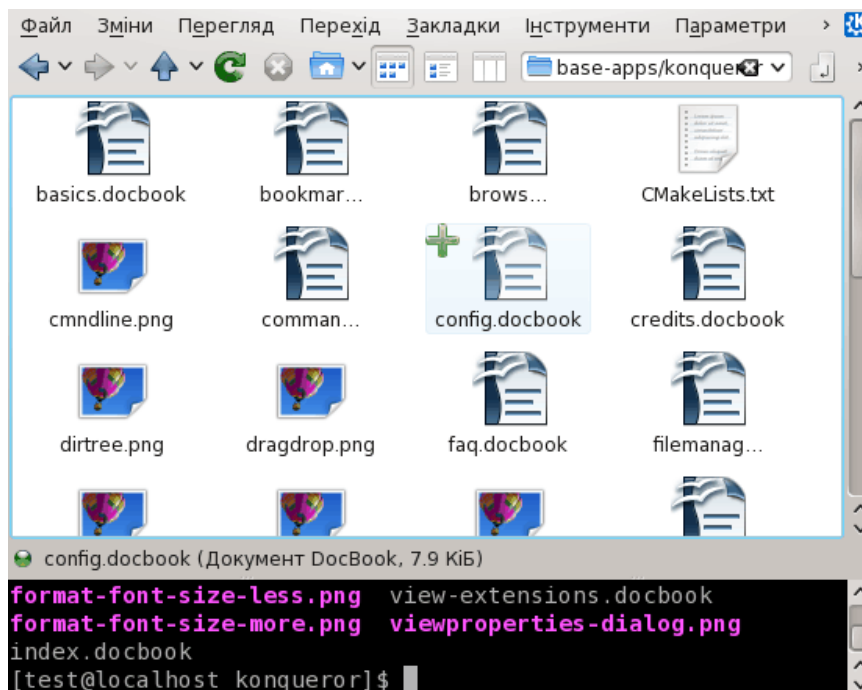 Файл Зміни Перегляд Перехід Закладки Інструменти Параметри
base-apps/konqueror
basics.docbook bookmar... brows... CMakeLists.txt
cmndline.png comman... config.docbook credits.docbook
dirtree.png dragdrop.png faq.docbook filemanag...
config.docbook (Документ DocBook, 7.9 КіБ)
format-font-size-less.png view-extensions.docbook
format-font-size-more.png viewproperties-dialog.png
index.docbook
[test@localhost konqueror]$